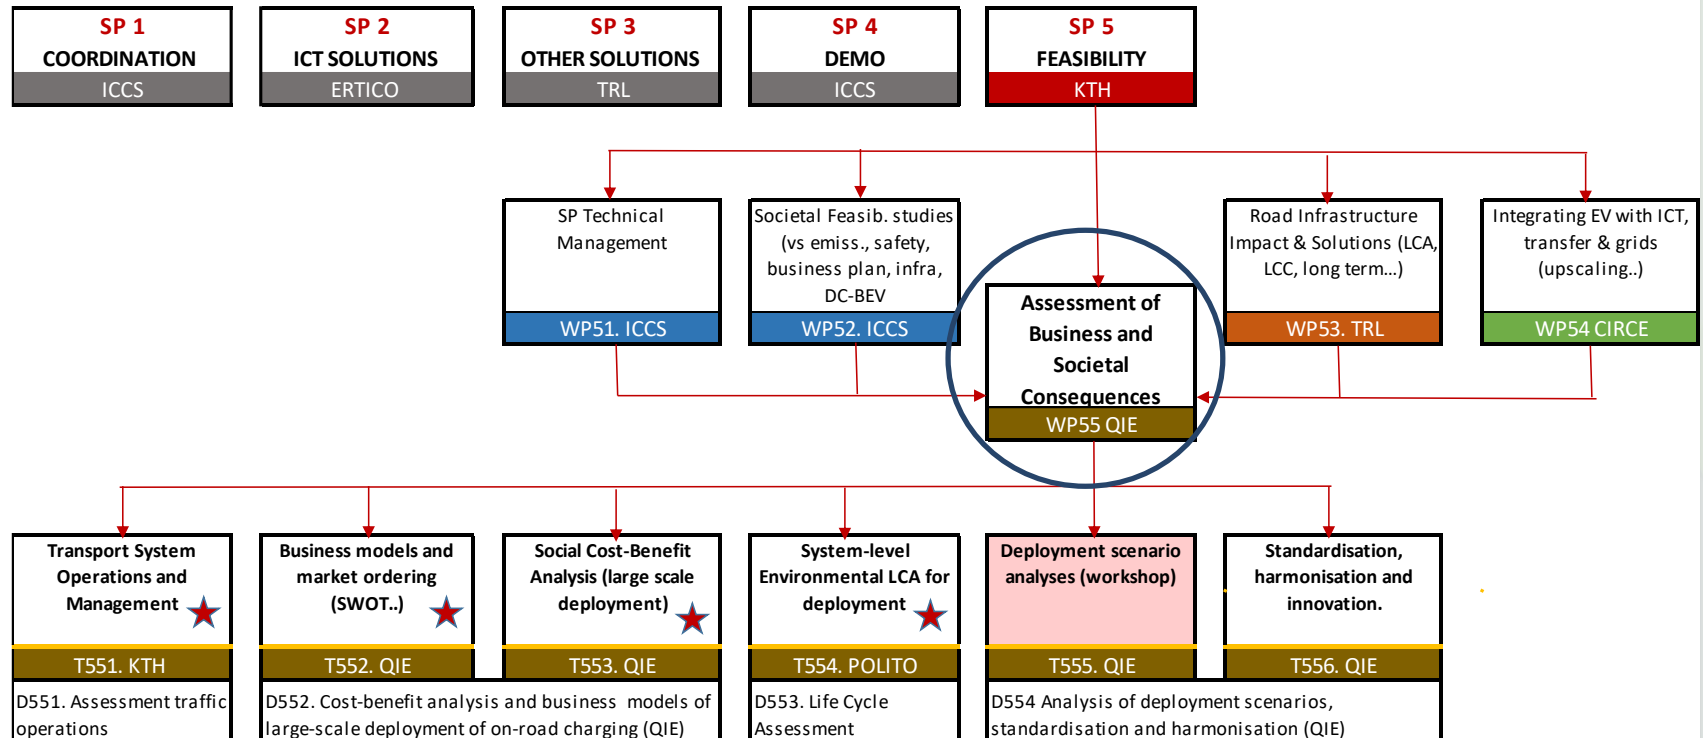 SP 1
COORDINATION
ICCS
SP 2
ICT SOLUTIONS
ERTICO
SP 3
OTHER SOLUTIONS
TRL
SP 4
DEMO
ICCS
SP 5
FEASIBILITY
KTH
SP Technical
Management
WP51. ICCS
Societal Feasib. studies
(vs emiss., safety,
business plan, infra,
DC-BEV
WP52. ICCS
Assessment of
Business and
Societal
Consequences
WP55 QIE
Road Infrastructure
Impact & Solutions (LCA,
LCC, long term...)
WP53. TRL
Integrating EV with ICT,
transfer & grids
(upscaling..)
WP54 CIRCE
Transport System
Operations and
Management
T551. KTH
D551. Assessment traffic
operations
Business models and
market ordering
(SWOT..)
T552. QIE
Social Cost-Benefit
Analysis (large scale
deployment)
T553. QIE
D552. Cost-benefit analysis and business models of
large-scale deployment of on-road charging (QIE)
System-level
Environmental LCA for
deployment
T554. POLITO
D553. Life Cycle
Assessment
Deployment scenario
analyses (workshop)
T555. QIE
Standardisation,
harmonisation and
innovation.
T556. QIE
D554 Analysis of deployment scenarios,
standardisation and harmonisation (QIE)